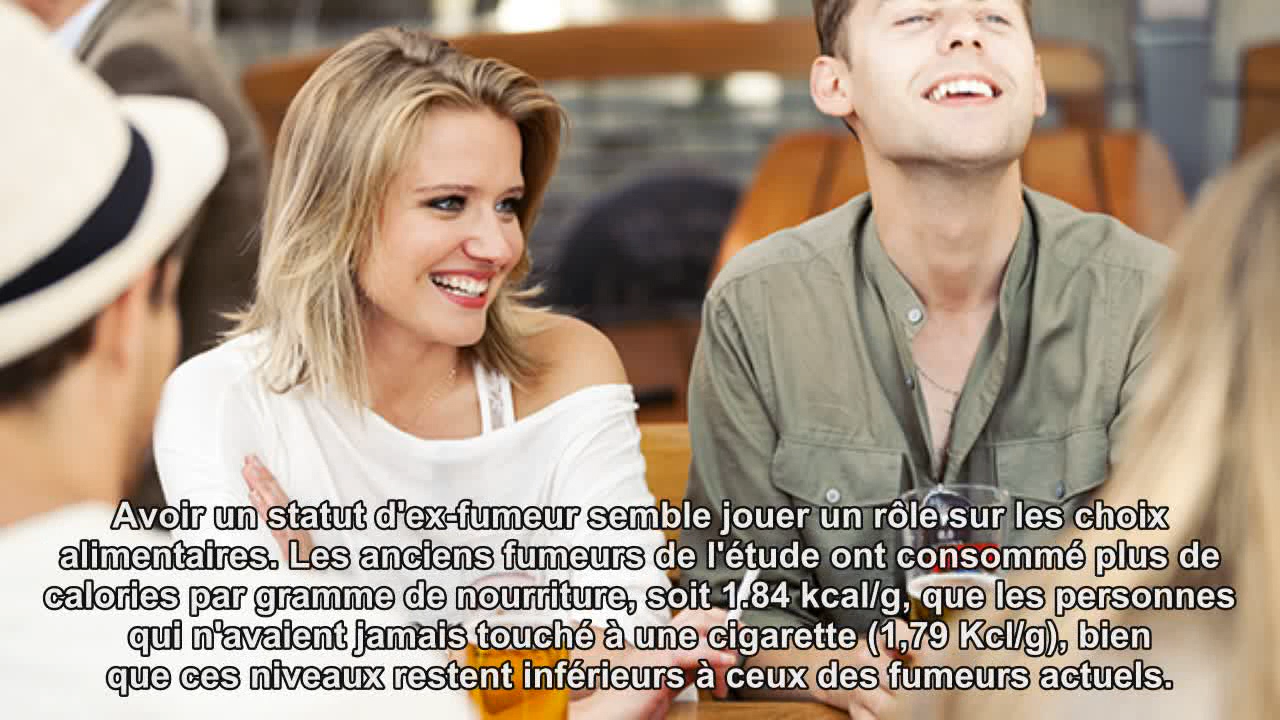 Avoir un statut d'ex-fumeur semble jouer un rôle sur les choix
alimentaires. Les anciens fumeurs de l'étude ont consommé plus de
calories par gramme de nourriture, soit 1.84 kcal/g, que les personnes
qui n'avaient jamais touché à une cigarette (1,79 Kcl/g), bien
que ces niveaux restent inférieurs à ceux des fumeurs actuels.